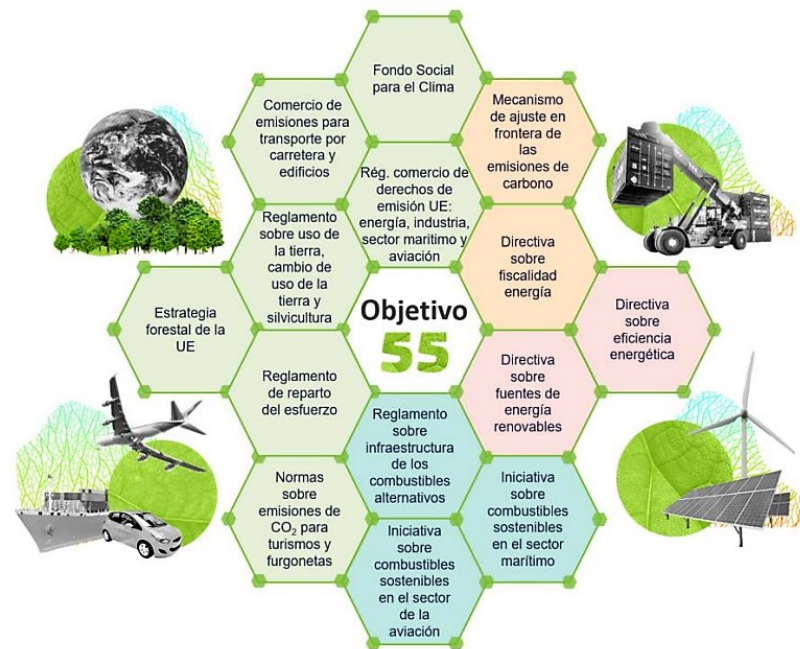 Fondo Social
para el Clima
Comercio de
emisiones para
transporte por
carretera y
edificios
Mecanismo
de ajuste en
frontera de
las
emisiones de
carbono
Rég. comercio de
derechos de
emisión UE:
energía, industria,
sector maritimo y
aviación
Reglamento
sobre uso de
la tierra,
cambio de
uso de la
tierra y
silvicultura
Directiva
sobre
fiscalidad
energía
Estrategia
forestal de la
UE
Objetivo
55
Directiva
sobre
eficiencia
energética
Reglamento
de reparto
del esfuerzo
Directiva
sobre
fuentes de
energía
renovables
Reglamento
sobre
infraestructura
de los
combustibles
alternativos
Normas
sobre
emisiones de
CO₂ para
turismos y
furgonetas
Iniciativa
sobre
combustibles
sostenibles
en el sector
marítimo
Iniciativa
sobre
combustibles
sostenibles
en el sector
de la
aviación